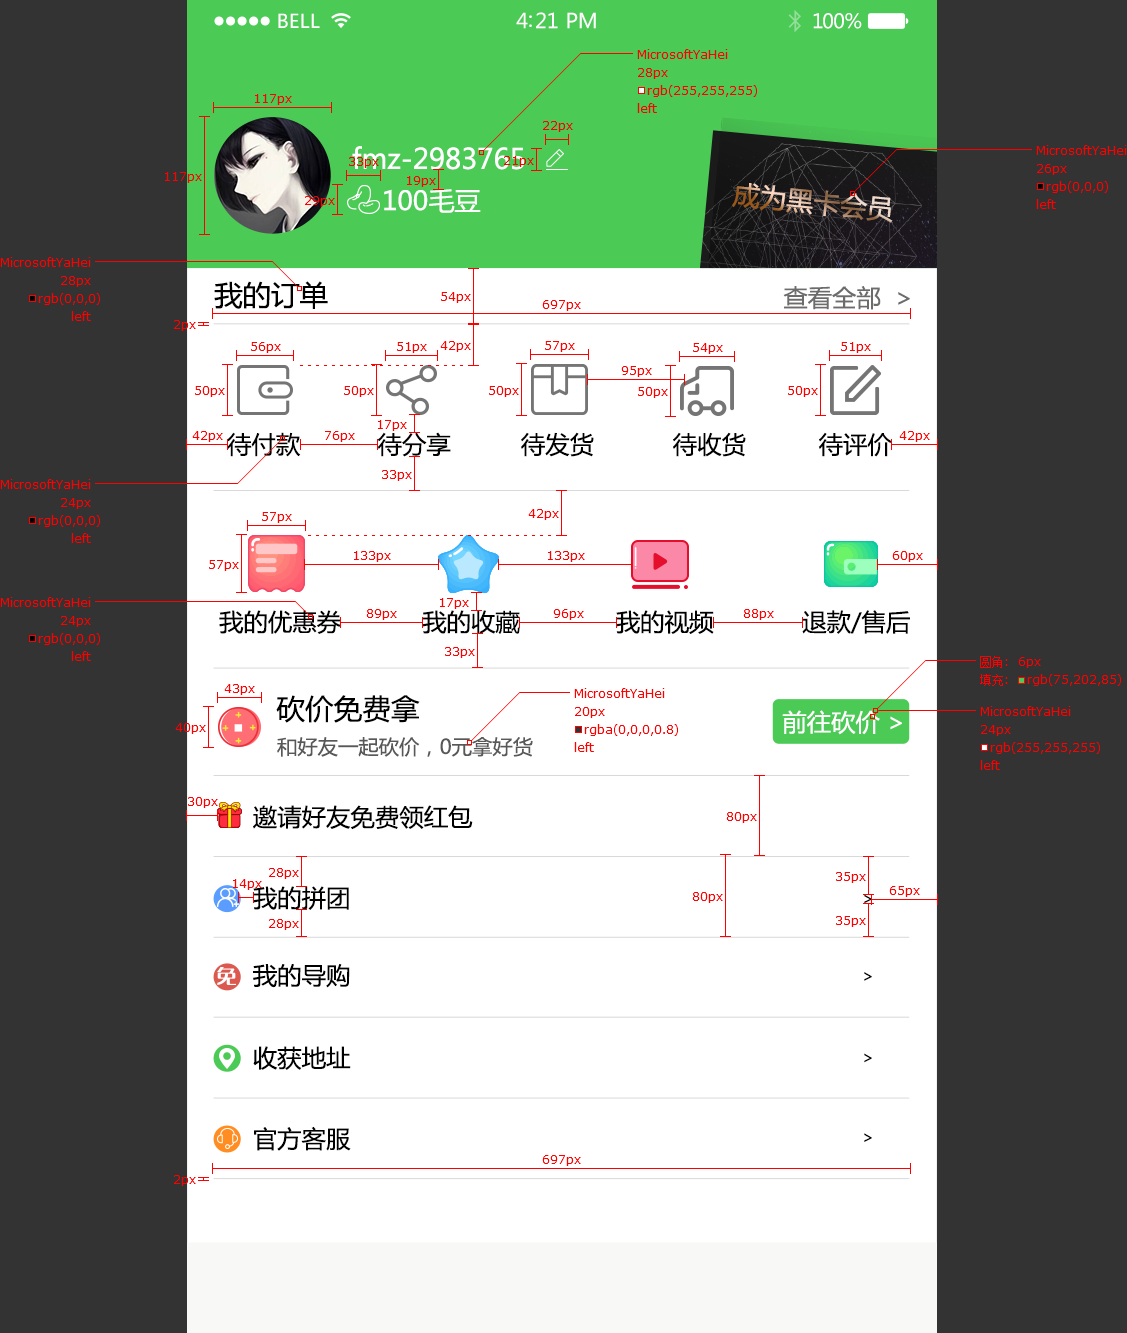 BELL
4:21 PM
100%
MicrosoftYaHei
28px
rgb(255,255,255)
left
117px
22px
117px
fmz-2983765
21px
33px
19px
29px
100毛豆
成为黑卡会员
MicrosoftYaHei
26px
rgb(0,0,0)
left
MicrosoftYaHei
28px
rgb(0,0,0)
left
我的订单
54px
697px
查看全部 >
2px
42px
56px
51px
57px
54px
51px
50px
50px
50px
95px
50px
50px
17px
42px
待付款
76px
待分享
待发货
待收货
待评价
42px
33px
MicrosoftYaHei
24px
rgb(0,0,0)
left
42px
57px
57px
133px
133px
60px
17px
MicrosoftYaHei
24px
rgb(0,0,0)
left
我的优惠券
89px
我的收藏
96px
我的视频
88px
退款/售后
33px
圆角: 6px
填充: rgb(75,202,85)
43px
40px
砍价免费拿
和好友一起砍价，0元拿好货
MicrosoftYaHei
20px
rgba(0,0,0,0.8)
left
前往砍价 >
MicrosoftYaHei
24px
rgb(255,255,255)
left
30px
邀请好友免费领红包
80px
28px
14px
我的拼团
28px
80px
35px
>
65px
35px
免
我的导购
>
收获地址
>
官方客服
>
697px
2px